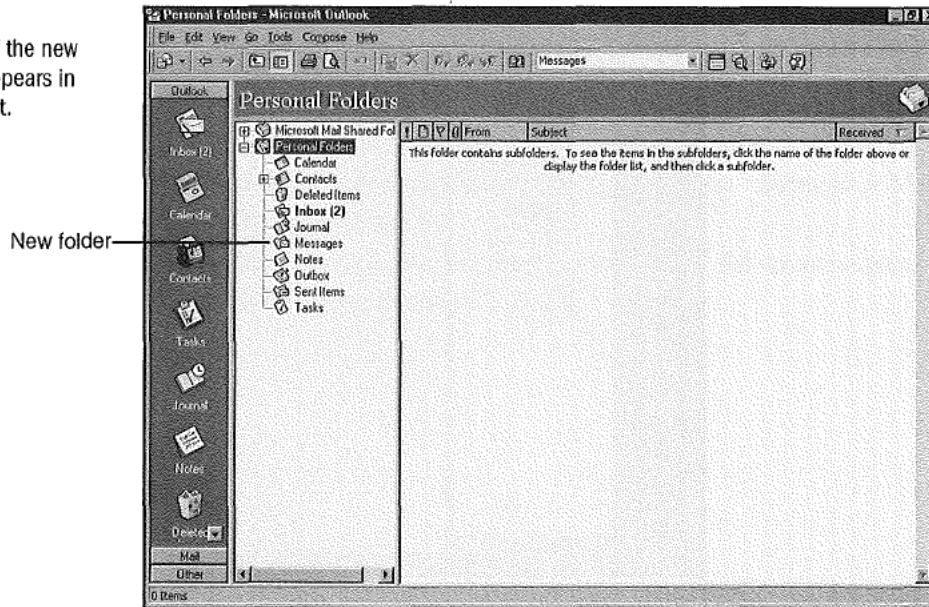 the new
pears in
t.
New folder
Personal Folders - Microsoft Outlook
File Edit View Go Tools Compose Help
Messages
Outlook
Inbox (2)
Calendar
Contacts
Tasks
Journal
Notes
Deleted
Mail
Other
Personal Folders
Microsoft Mail Shared Fol
Personal Folders
Calendar
Contacts
Deleted Items
Inbox (2)
Journal
Messages
Notes
Outbox
Sent Items
Tasks
From Subject Received
This folder contains subfolders. To see the items in the subfolders, click the name of the folder above or
display the folder list, and then click a subfolder.
0 Items